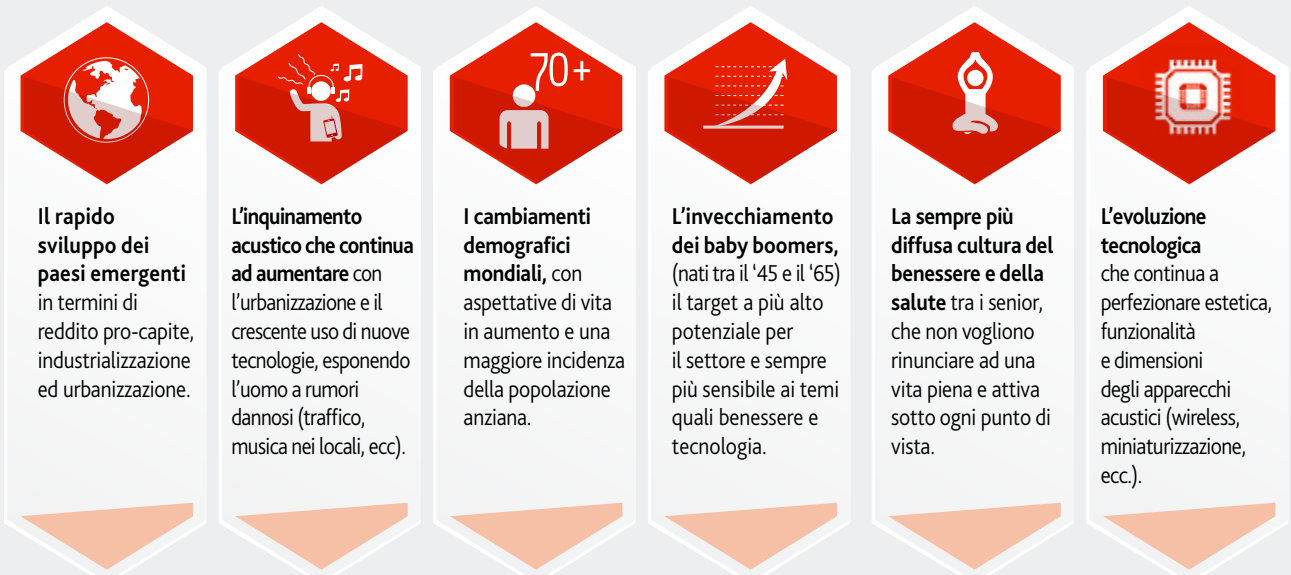 70+
Il rapido
sviluppo dei
paesi emergenti
in termini di
reddito pro-capite,
industrializzazione
ed urbanizzazione.
L'inquinamento
acustico che continua
ad aumentare con
l'urbanizzazione e il
crescente uso di nuove
tecnologie, esponendo
l'uomo a rumori
dannosi (traffico,
musica nei locali, ecc).
I cambiamenti
demografici
mondiali, con
aspettative di vita
in aumento e una
maggiore incidenza
della popolazione
anziana.
L'invecchiamento
dei baby boomers,
(nati tra il '45 e il '65)
il target a più alto
potenziale per
il settore e sempre
più sensibile ai temi
quali benessere e
tecnologia.
La sempre più
diffusa cultura del
benessere e della
salute tra i senior,
che non vogliono
rinunciare ad una
vita piena e attiva
sotto ogni punto di
vista.
L'evoluzione
tecnologica
che continua a
perfezionare estetica,
funzionalità
e dimensioni
degli apparecchi
acustici (wireless,
miniaturizzazione,
ecc.).